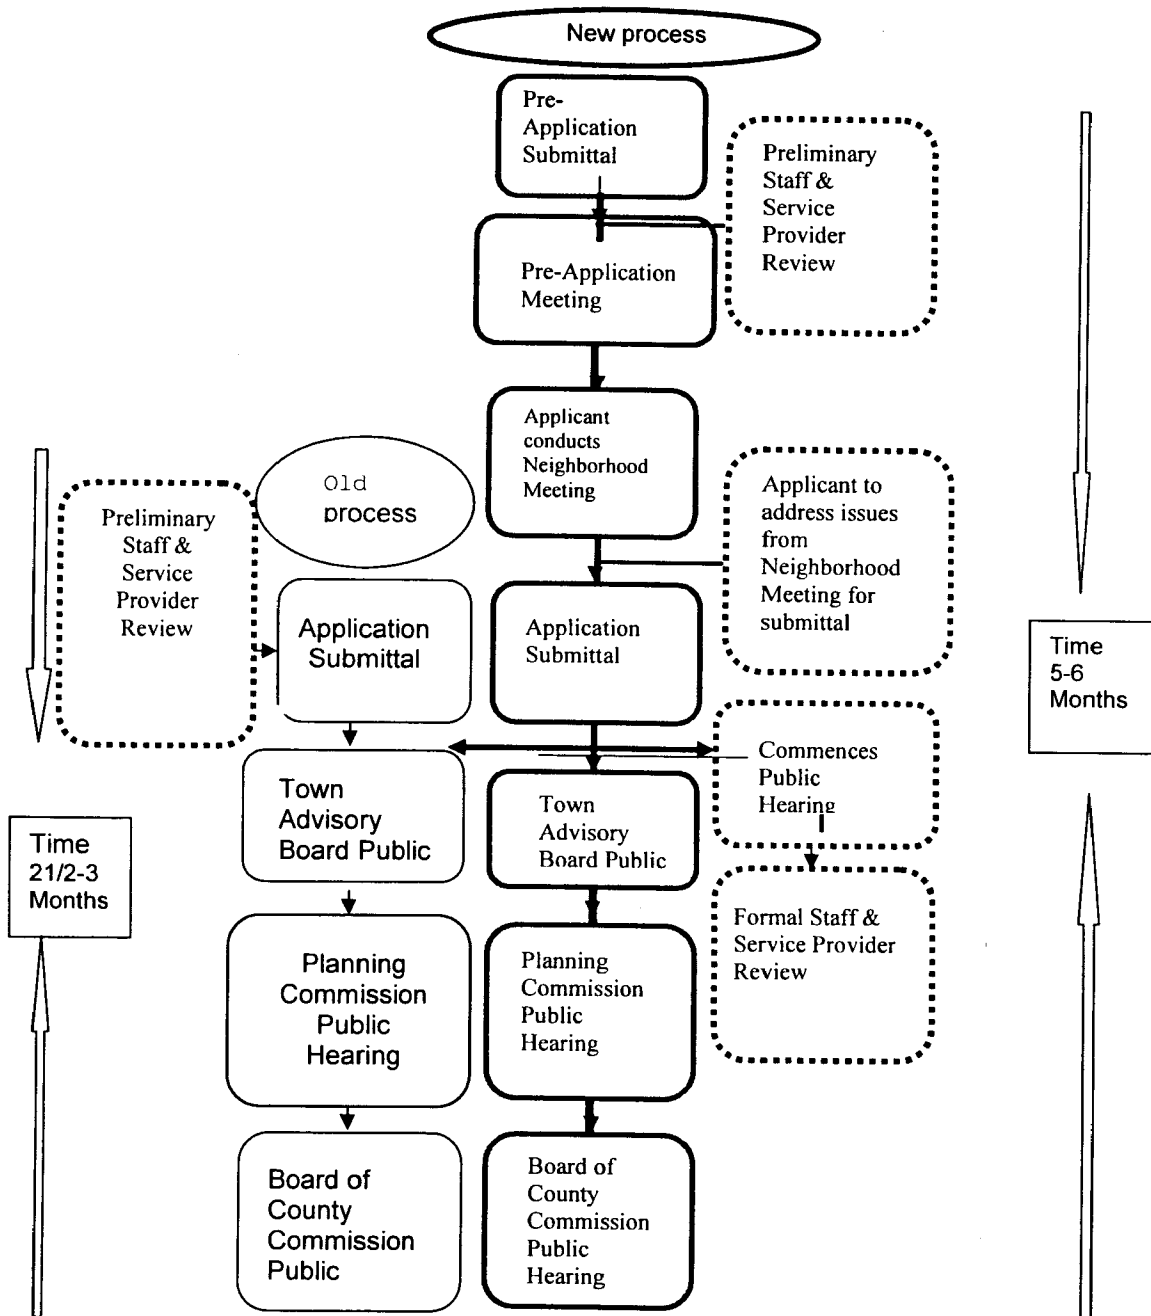 New process
Pre-
Application
Submittal
Preliminary
Staff &
Service
Provider
Review
Pre-Application
Meeting
Applicant
conducts
Neighborhood
Meeting
Applicant to
address issues
from
Neighborhood
Meeting for
submittal
Old
process
Preliminary
Staff &
Service
Provider
Review
Application
Submittal
Application
Submittal
Time
5-6
Months
Commences
Public
Hearing
Town
Advisory
Board Public
Town
Advisory
Board Public
Time
21/2-3
Months
Formal Staff &
Service Provider
Review
Planning
Commission
Public
Hearing
Planning
Commission
Public
Hearing
Board of
County
Commission
Public
Board of
County
Commission
Public
Hearing